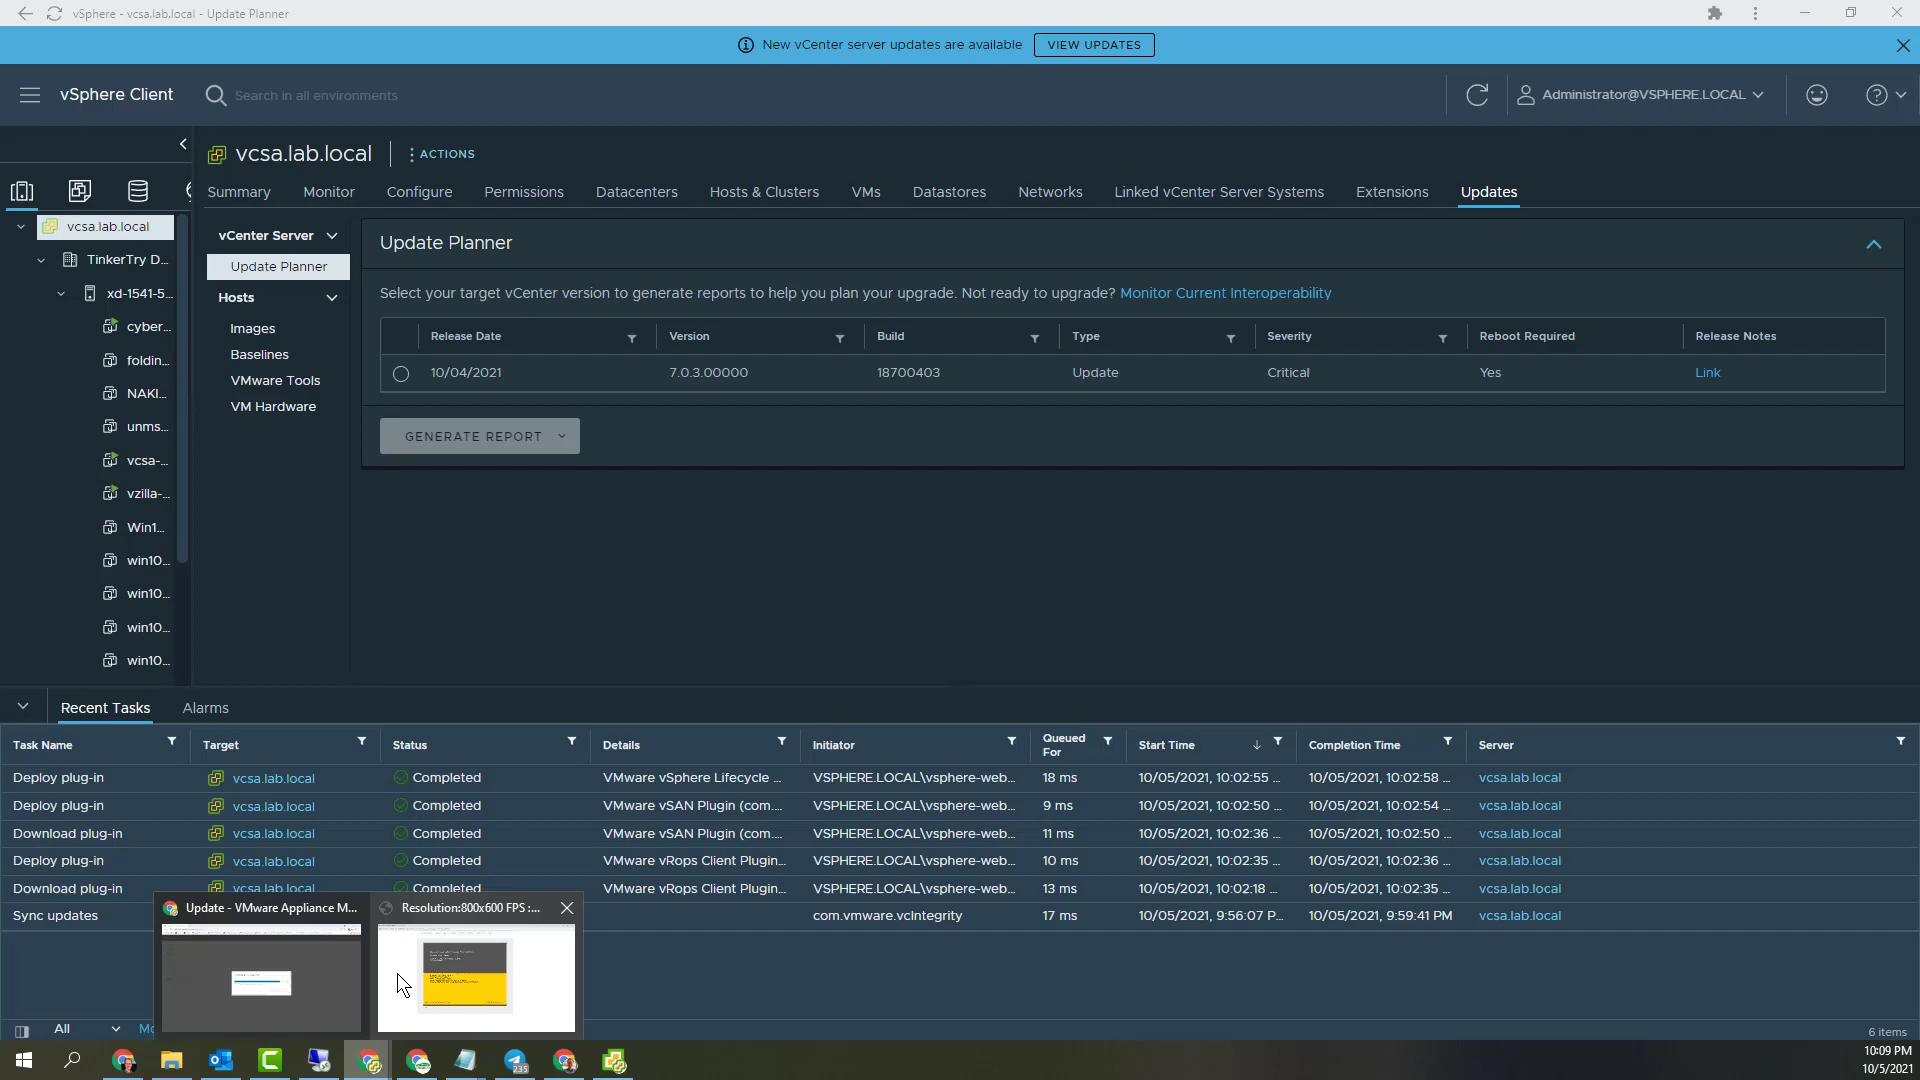 vSphere - vcsa.lab.local - Update Planner
New vCenter server updates are available
VIEW UPDATES
vSphere Client
Search in all environments
Administrator@VSPHERE.LOCAL
vcsa.lab.local
ACTIONS
Summary Monitor Configure Permissions Datacenters Hosts & Clusters VMs Datastores Networks Linked vCenter Server Systems Extensions Updates
vcsa.lab.local
TinkerTry D...
xd-1541-5...
cyber...
foldin...
NAKI...
unms...
vcsa-...
vzilla-...
Win1...
win10...
win10...
win10...
win10...
vCenter Server
Update Planner
Hosts
Images
Baselines
VMware Tools
VM Hardware
Update Planner
Select your target vCenter version to generate reports to help you plan your upgrade. Not ready to upgrade? Monitor Current Interoperability
Release Date Version Build Type Severity Reboot Required Release Notes
10/04/2021 7.0.3.00000 18700403 Update Critical Yes Link
GENERATE REPORT
Recent Tasks Alarms
Task Name Target Status Details Initiator Queued For Start Time Completion Time Server
Deploy plug-in vcsa.lab.local Completed VMware vSphere Lifecycle ... VSPHERE.LOCAL\vsphere-web... 18 ms 10/05/2021, 10:02:55 ... 10/05/2021, 10:02:58 ... vcsa.lab.local
Deploy plug-in vcsa.lab.local Completed VMware vSAN Plugin (com.... VSPHERE.LOCAL\vsphere-web... 9 ms 10/05/2021, 10:02:50 ... 10/05/2021, 10:02:54 ... vcsa.lab.local
Download plug-in vcsa.lab.local Completed VMware vSAN Plugin (com.... VSPHERE.LOCAL\vsphere-web... 11 ms 10/05/2021, 10:02:36 ... 10/05/2021, 10:02:50 ... vcsa.lab.local
Deploy plug-in vcsa.lab.local Completed VMware vRops Client Plugin... VSPHERE.LOCAL\vsphere-web... 10 ms 10/05/2021, 10:02:35 ... 10/05/2021, 10:02:36 ... vcsa.lab.local
Download plug-in vcsa.lab.local Completed VMware vRops Client Plugin... VSPHERE.LOCAL\vsphere-web... 13 ms 10/05/2021, 10:02:18 ... 10/05/2021, 10:02:35 ... vcsa.lab.local
Sync updates com.vmware.vcIntegrity 17 ms 10/05/2021, 9:56:07 P... 10/05/2021, 9:59:41 PM vcsa.lab.local
Update - VMware Appliance M...
Resolution:800x600 FPS :...
All
Mo
6 items
235
10:09 PM
10/5/2021